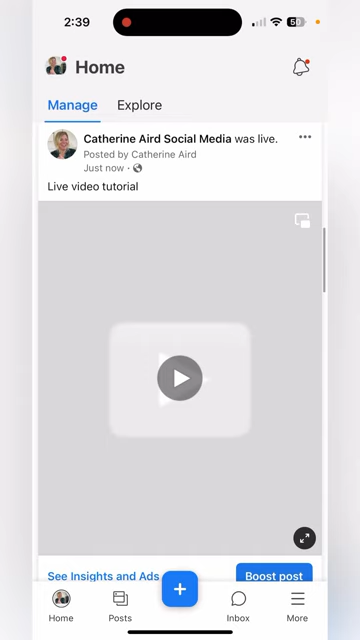 2:39
50
Home
Manage
Explore
Catherine Aird Social Media was live.
Posted by Catherine Aird
Just now ·
Live video tutorial
See Insights and Ads
Boost post
Home
Posts
Inbox
More